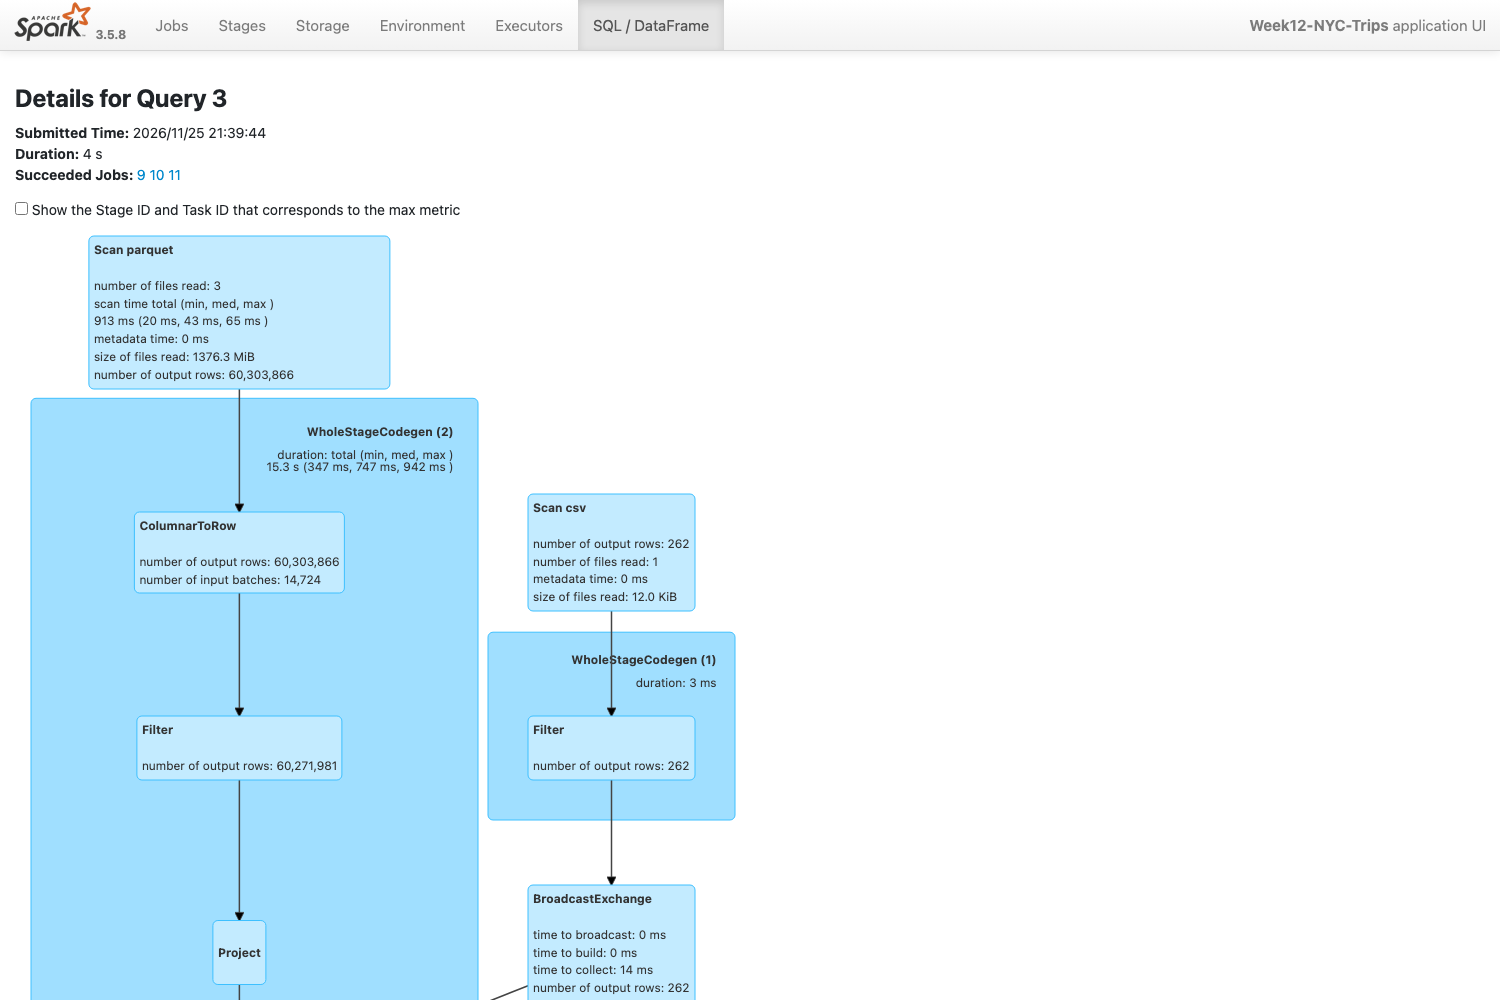 APACHE
Spark 3.5.8
Jobs
Stages
Storage
Environment
Executors
SQL / DataFrame
Week12-NYC-Trips application UI
Details for Query 3
Submitted Time: 2026/11/25 21:39:44
Duration: 4 s
Succeeded Jobs: 9 10 11
Show the Stage ID and Task ID that corresponds to the max metric
Scan parquet
number of files read: 3
scan time total (min, med, max )
913 ms (20 ms, 43 ms, 65 ms )
metadata time: 0 ms
size of files read: 1376.3 MiB
number of output rows: 60,303,866
WholeStageCodegen (2)
duration: total (min, med, max )
15.3 s (347 ms, 747 ms, 942 ms )
ColumnarToRow
number of output rows: 60,303,866
number of input batches: 14,724
Filter
number of output rows: 60,271,981
Project
Scan csv
number of output rows: 262
number of files read: 1
metadata time: 0 ms
size of files read: 12.0 KiB
WholeStageCodegen (1)
duration: 3 ms
Filter
number of output rows: 262
BroadcastExchange
time to broadcast: 0 ms
time to build: 0 ms
time to collect: 14 ms
number of output rows: 262